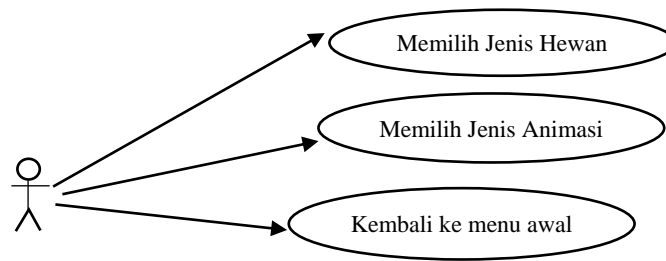 Memilih Jenis Hewan
Memilih Jenis Animasi
Kembali ke menu awal